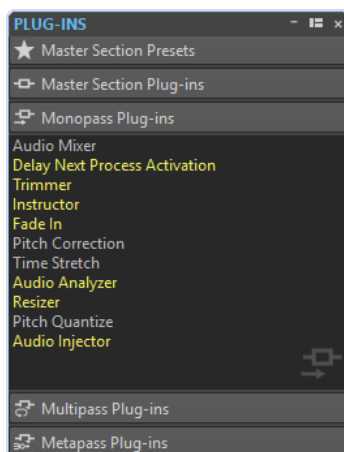 PLUG-INS
Master Section Presets
Master Section Plug-ins
Monopass Plug-ins
Audio Mixer
Delay Next Process Activation
Trimmer
Instructor
Fade In
Pitch Correction
Time Stretch
Audio Analyzer
Resizer
Pitch Quantize
Audio Injector
Multipass Plug-ins
Metapass Plug-ins